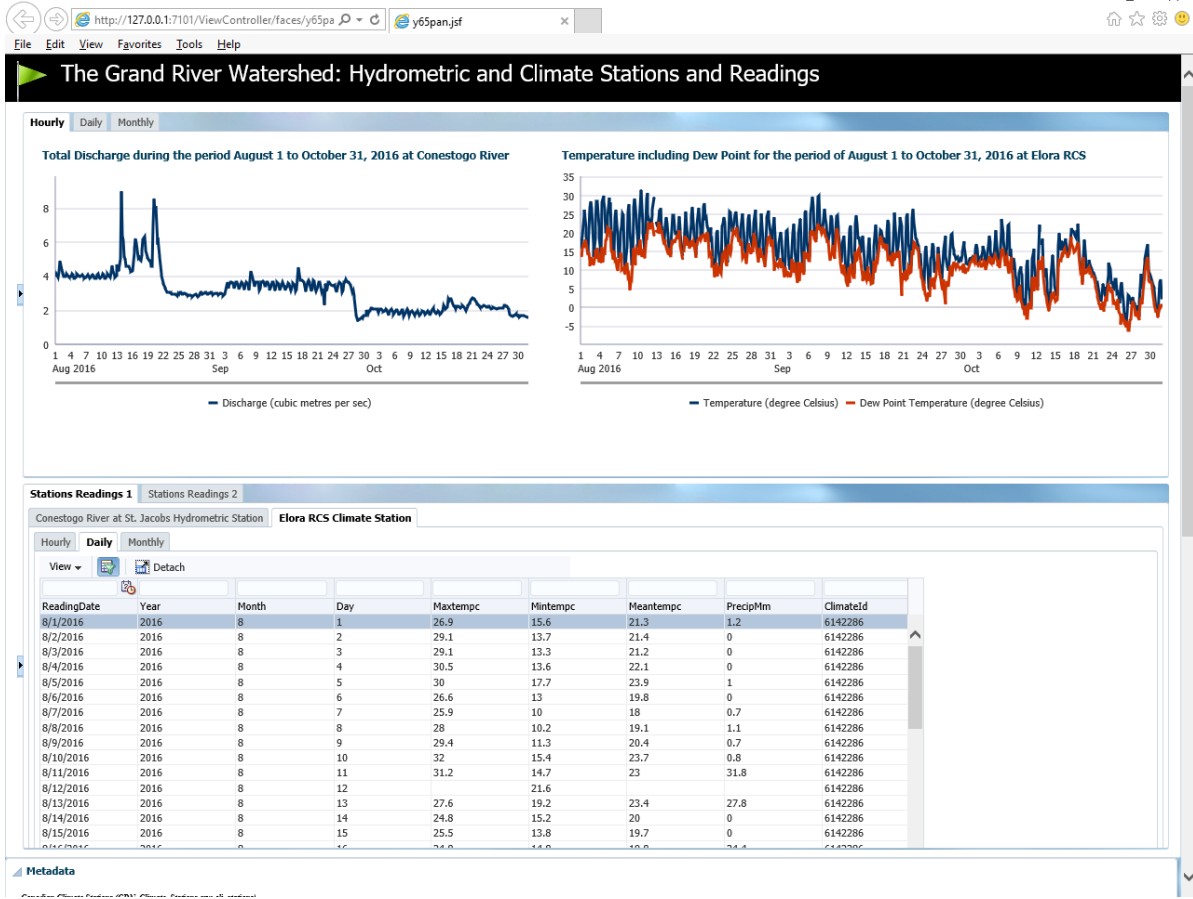 http://127.0.0.1:7101/ViewController/faces/y65pa
y65pan.jsf
File Edit View Favorites Tools Help
The Grand River Watershed: Hydrometric and Climate Stations and Readings
Hourly Daily Monthly
Total Discharge during the period August 1 to October 31, 2016 at Conestogo River
8
6
4
2
0
1 4 7 10 13 16 19 22 25 28 31 3 6 9 12 15 18 21 24 27 30 3 6 9 12 15 18 21 24 27 30
Aug 2016 Sep Oct
Discharge (cubic metres per sec)
Temperature including Dew Point for the period of August 1 to October 31, 2016 at Elora RCS
35
30
25
20
15
10
5
0
-5
1 4 7 10 13 16 19 22 25 28 31 3 6 9 12 15 18 21 24 27 30 3 6 9 12 15 18 21 24 27 30
Aug 2016 Sep Oct
Temperature (degree Celsius) Dew Point Temperature (degree Celsius)
Stations Readings 1 Stations Readings 2
Conestogo River at St. Jacobs Hydrometric Station Elora RCS Climate Station
Hourly Daily Monthly
View Detach
ReadingDate Year Month Day Maxtempc Mintempc Meantempc PrecipMm ClimateId
8/1/2016 2016 8 1 26.9 15.6 21.3 1.2 6142286
8/2/2016 2016 8 2 29.1 13.7 21.4 0 6142286
8/3/2016 2016 8 3 29.1 13.3 21.2 0 6142286
8/4/2016 2016 8 4 30.5 13.6 22.1 0 6142286
8/5/2016 2016 8 5 30 17.7 23.9 1 6142286
8/6/2016 2016 8 6 26.6 13 19.8 0 6142286
8/7/2016 2016 8 7 25.9 10 18 0.7 6142286
8/8/2016 2016 8 8 28 10.2 19.1 1.1 6142286
8/9/2016 2016 8 9 29.4 11.3 20.4 0.7 6142286
8/10/2016 2016 8 10 32 15.4 23.7 0.8 6142286
8/11/2016 2016 8 11 31.2 14.7 23 31.8 6142286
8/12/2016 2016 8 12 21.6 6142286
8/13/2016 2016 8 13 27.6 19.2 23.4 27.8 6142286
8/14/2016 2016 8 14 24.8 15.2 20 0 6142286
8/15/2016 2016 8 15 25.5 13.8 19.7 0 6142286
Metadata